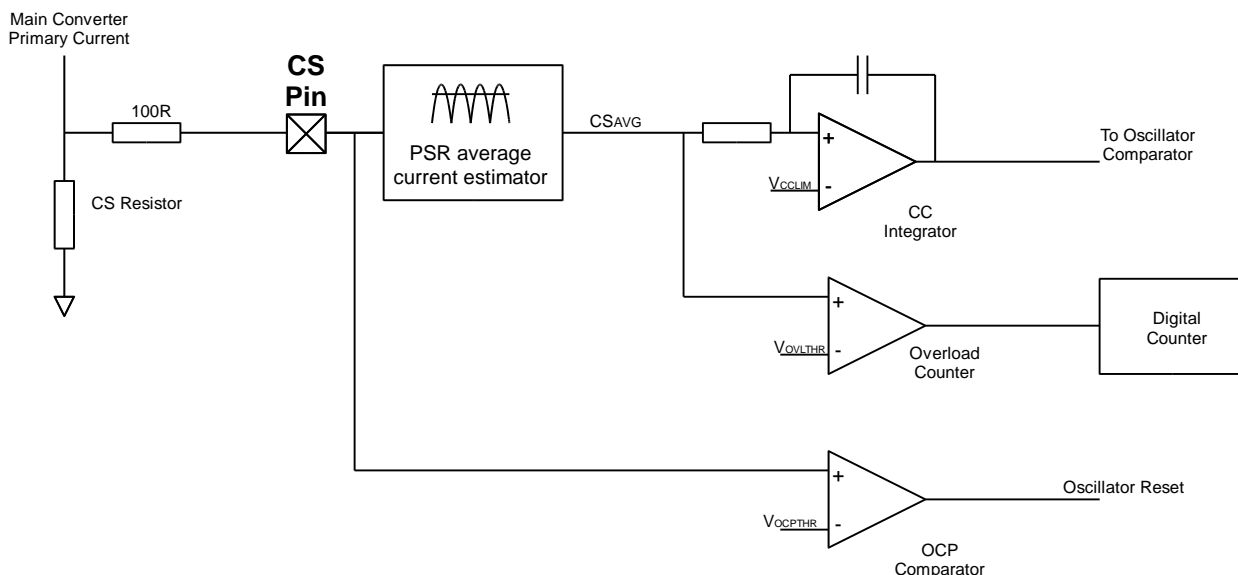 Main Converter
Primary Current
100R
CS Resistor
CS
Pin
PSR average
current estimator
CSAVG
+
-
VCCLIM
CC
Integrator
To Oscillator
Comparator
+
-
VOVLTHR
Overload
Counter
Digital
Counter
+
-
VOCPTHR
OCP
Comparator
Oscillator Reset